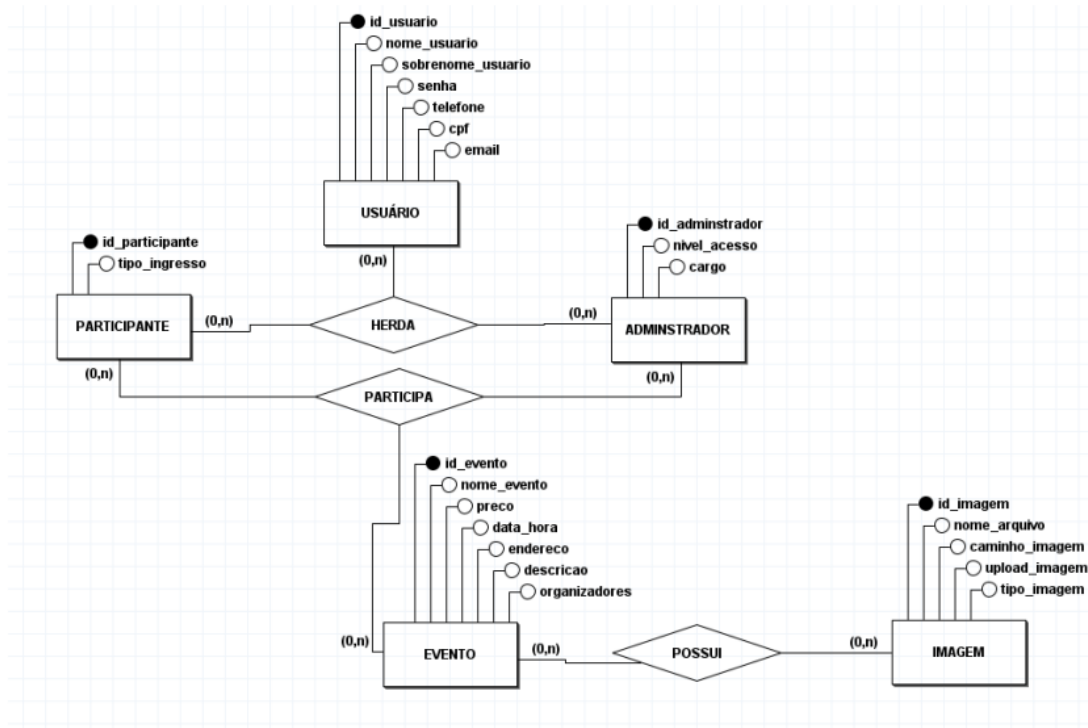 id_usuario
nome_usuario
sobrenome_usuario
senha
telefone
cpf
email
USUÁRIO
(0,n)
id_participante
tipo_ingresso
PARTICIPANTE
(0,n)
(0,n)
HERDA
id_adminstrador
nivel_acesso
cargo
(0,n)
ADMINSTRADOR
(0,n)
PARTICIPA
id_evento
nome_evento
preco
data_hora
endereco
descricao
organizadores
(0,n)
EVENTO
(0,n)
POSSUI
id_imagem
nome_arquivo
caminho_imagem
upload_imagem
tipo_imagem
(0,n)
IMAGEM